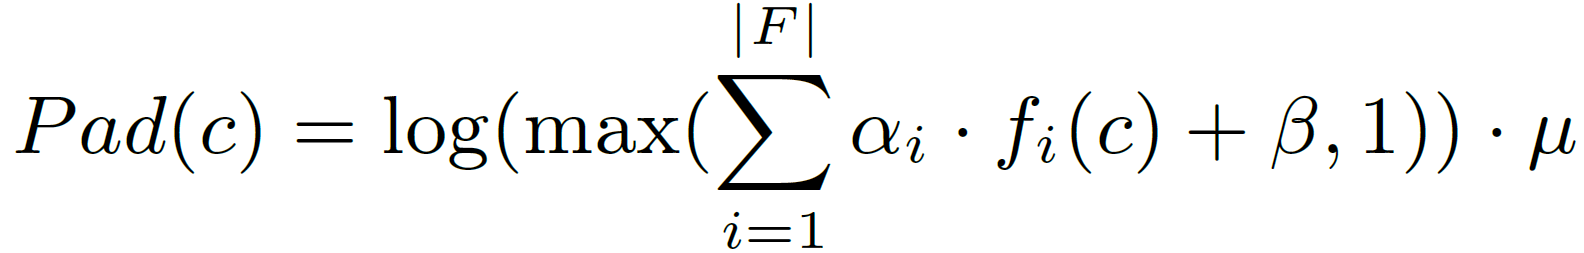 Pad(c) = log(max(∑_{i=1}^{|F|} α_i · f_i(c) + β, 1)) · μ